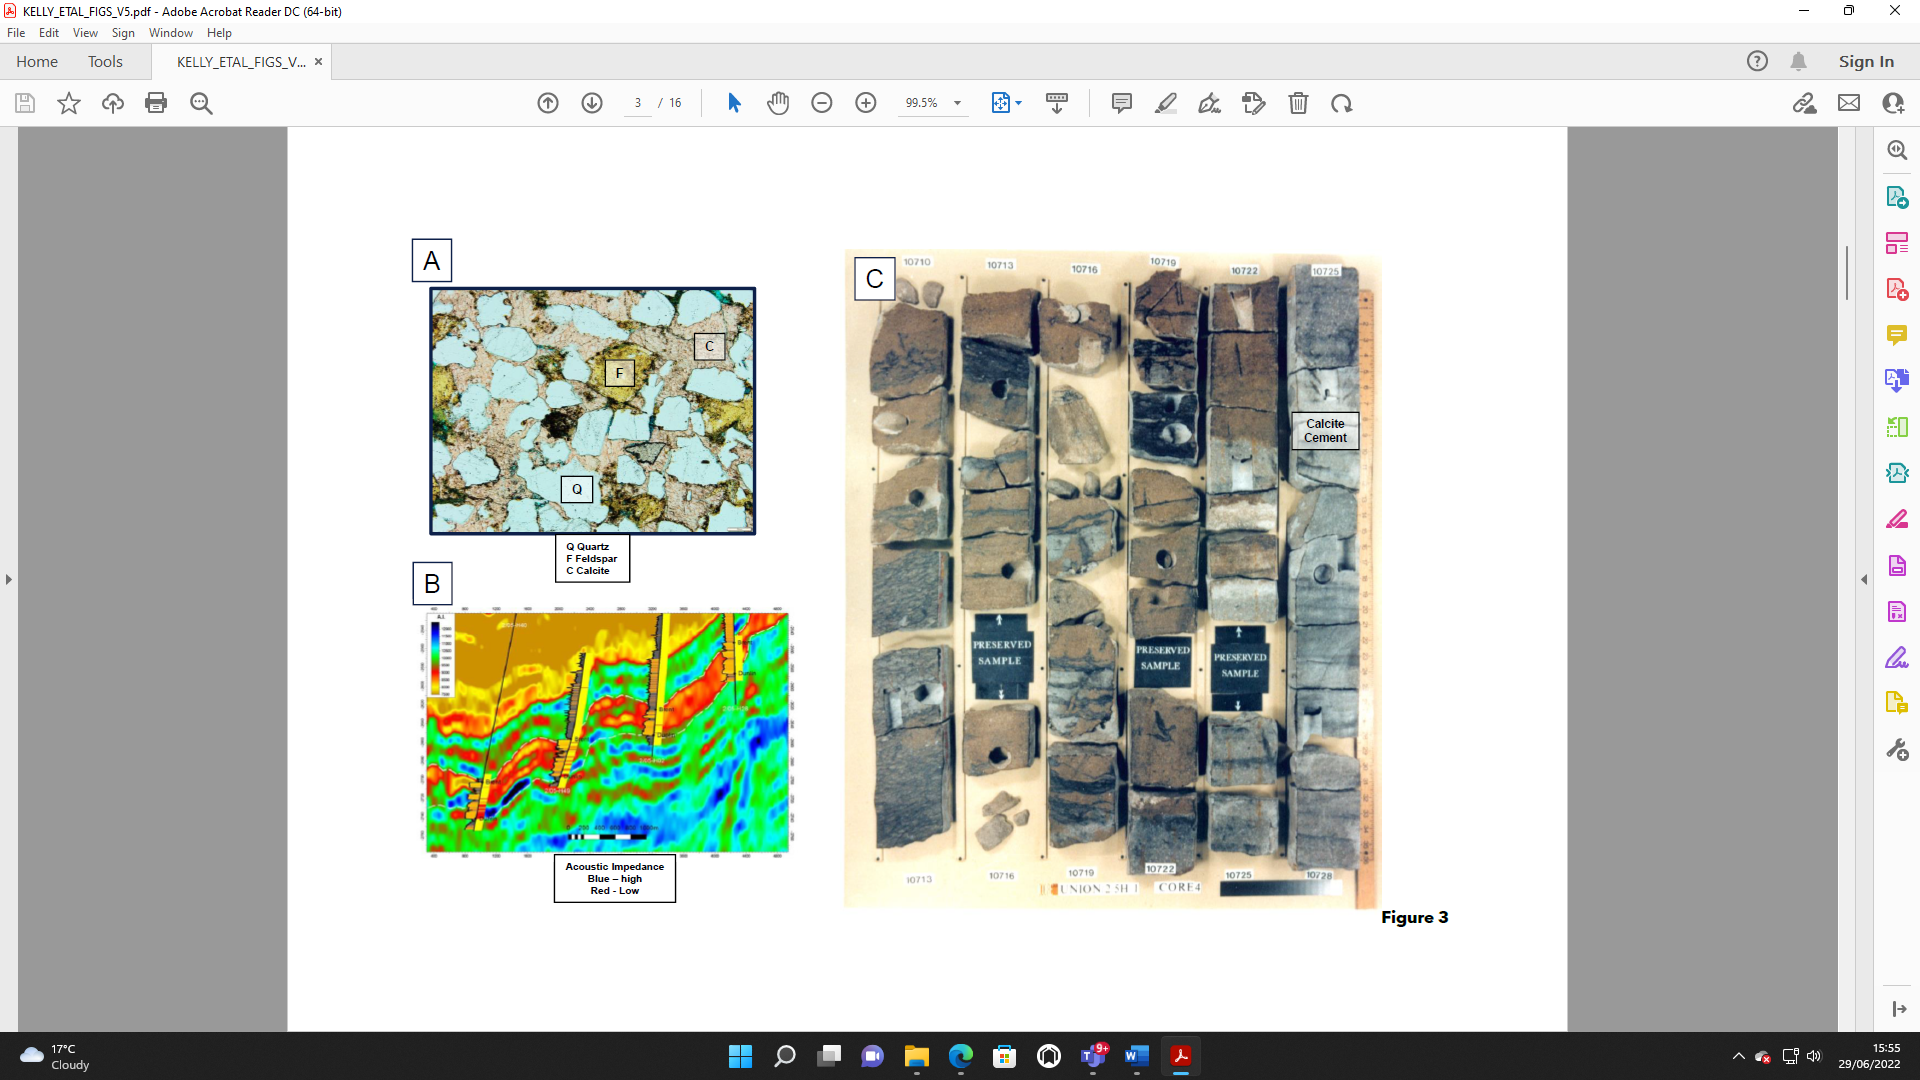 KELLY_ETAL_FIGS_V5.pdf - Adobe Acrobat Reader DC (64-bit)
File Edit View Sign Window Help
Home Tools KELLY_ETAL_FIGS_V... × Sign In
3 / 16 99.5%
A
C
F
Q
Q Quartz
F Feldspar
C Calcite
B
A.I.
Acoustic Impedance
Blue – high
Red - Low
C
10710 10713 10716 10719 10722 10725
Calcite
Cement
PRESERVED
SAMPLE
PRESERVED
SAMPLE
PRESERVED
SAMPLE
10713 10716 10719 10722 10725 10728
UNION 2 5H 1 CORE4
Figure 3
17°C
Cloudy
9+
15:55
29/06/2022